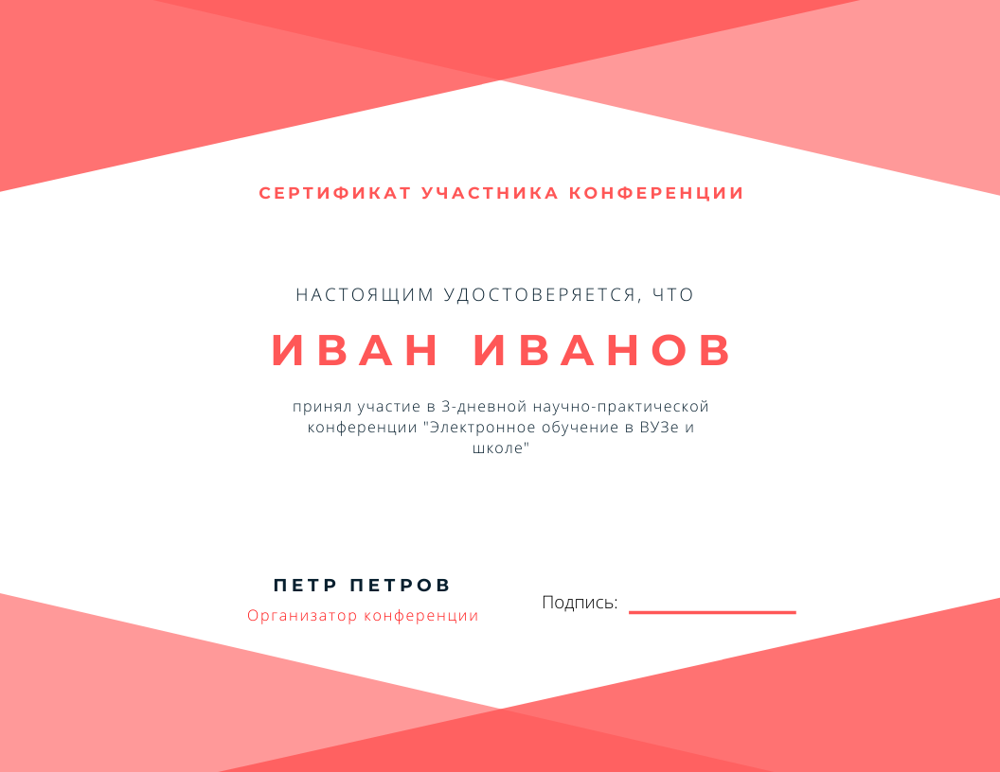 СЕРТИФИКАТ УЧАСТНИКА КОНФЕРЕНЦИИ
НАСТОЯЩИМ УДОСТОВЕРЯЕТСЯ, ЧТО
ИВАН ИВАНОВ
принял участие в 3-дневной научно-практической
конференции "Электронное обучение в ВУЗе и
школе"
ПЕТР ПЕТРОВ
Организатор конференции
Подпись: